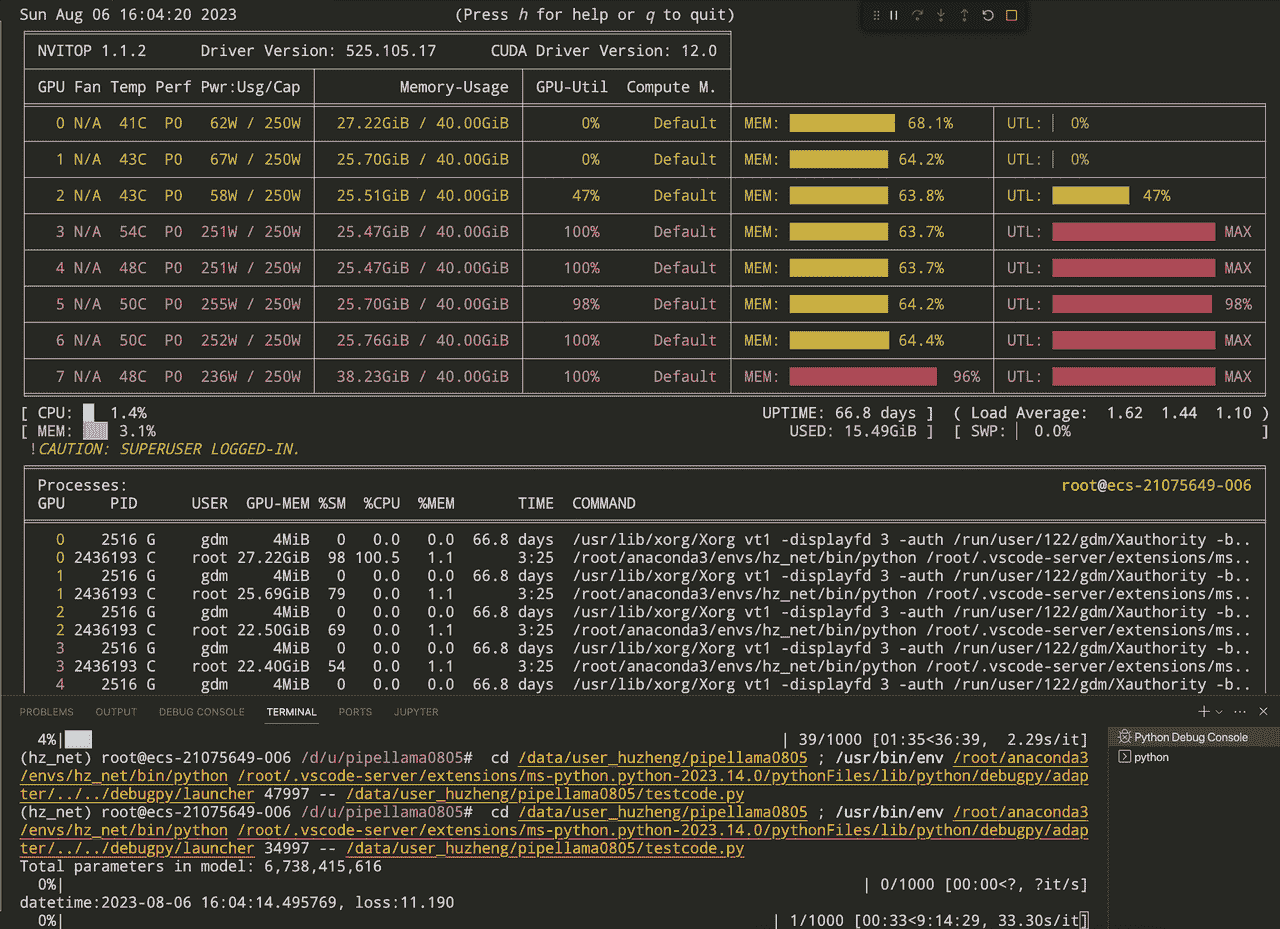 Sun Aug 06 16:04:20 2023 (Press h for help or q to quit)
NVITOP 1.1.2 Driver Version: 525.105.17 CUDA Driver Version: 12.0
GPU Fan Temp Perf Pwr:Usg/Cap Memory-Usage GPU-Util Compute M.
0 N/A 41C P0 62W / 250W 27.22GiB / 40.00GiB 0% Default MEM: 68.1% UTL: 0%
1 N/A 43C P0 67W / 250W 25.70GiB / 40.00GiB 0% Default MEM: 64.2% UTL: 0%
2 N/A 43C P0 58W / 250W 25.51GiB / 40.00GiB 47% Default MEM: 63.8% UTL: 47%
3 N/A 54C P0 251W / 250W 25.47GiB / 40.00GiB 100% Default MEM: 63.7% UTL: MAX
4 N/A 48C P0 251W / 250W 25.47GiB / 40.00GiB 100% Default MEM: 63.7% UTL: MAX
5 N/A 50C P0 255W / 250W 25.70GiB / 40.00GiB 98% Default MEM: 64.2% UTL: 98%
6 N/A 50C P0 252W / 250W 25.76GiB / 40.00GiB 100% Default MEM: 64.4% UTL: MAX
7 N/A 48C P0 236W / 250W 38.23GiB / 40.00GiB 100% Default MEM: 96% UTL: MAX
[ CPU: 1.4% UPTIME: 66.8 days ] ( Load Average: 1.62 1.44 1.10 )
[ MEM: 3.1% USED: 15.49GiB ] [ SWP: 0.0% ]
!CAUTION: SUPERUSER LOGGED-IN.
Processes: root@ecs-21075649-006
GPU PID USER GPU-MEM %SM %CPU %MEM TIME COMMAND
0 2516 G gdm 4MiB 0 0.0 0.0 66.8 days /usr/lib/xorg/Xorg vt1 -displayfd 3 -auth /run/user/122/gdm/Xauthority -b..
0 2436193 C root 27.22GiB 98 100.5 1.1 3:25 /root/anaconda3/envs/hz_net/bin/python /root/.vscode-server/extensions/ms..
1 2516 G gdm 4MiB 0 0.0 0.0 66.8 days /usr/lib/xorg/Xorg vt1 -displayfd 3 -auth /run/user/122/gdm/Xauthority -b..
1 2436193 C root 25.69GiB 79 0.0 1.1 3:25 /root/anaconda3/envs/hz_net/bin/python /root/.vscode-server/extensions/ms..
2 2516 G gdm 4MiB 0 0.0 0.0 66.8 days /usr/lib/xorg/Xorg vt1 -displayfd 3 -auth /run/user/122/gdm/Xauthority -b..
2 2436193 C root 22.50GiB 69 0.0 1.1 3:25 /root/anaconda3/envs/hz_net/bin/python /root/.vscode-server/extensions/ms..
3 2516 G gdm 4MiB 0 0.0 0.0 66.8 days /usr/lib/xorg/Xorg vt1 -displayfd 3 -auth /run/user/122/gdm/Xauthority -b..
3 2436193 C root 22.40GiB 54 0.0 1.1 3:25 /root/anaconda3/envs/hz_net/bin/python /root/.vscode-server/extensions/ms..
4 2516 G gdm 4MiB 0 0.0 0.0 66.8 days /usr/lib/xorg/Xorg vt1 -displayfd 3 -auth /run/user/122/gdm/Xauthority -b..
PROBLEMS OUTPUT DEBUG CONSOLE TERMINAL PORTS JUPYTER
4%| | 39/1000 [01:35<36:39, 2.29s/it]
Python Debug Console
python
(hz_net) root@ecs-21075649-006 /d/u/pipellama0805# cd /data/user_huzheng/pipellama0805 ; /usr/bin/env /root/anaconda3
/envs/hz_net/bin/python /root/.vscode-server/extensions/ms-python.python-2023.14.0/pythonFiles/lib/python/debugpy/adap
ter/../../debugpy/launcher 47997 -- /data/user_huzheng/pipellama0805/testcode.py
(hz_net) root@ecs-21075649-006 /d/u/pipellama0805# cd /data/user_huzheng/pipellama0805 ; /usr/bin/env /root/anaconda3
/envs/hz_net/bin/python /root/.vscode-server/extensions/ms-python.python-2023.14.0/pythonFiles/lib/python/debugpy/adap
ter/../../debugpy/launcher 34997 -- /data/user_huzheng/pipellama0805/testcode.py
Total parameters in model: 6,738,415,616
0%| | 0/1000 [00:00<?, ?it/s]
datetime:2023-08-06 16:04:14.495769, loss:11.190
0%| | 1/1000 [00:33<9:14:29, 33.30s/it]